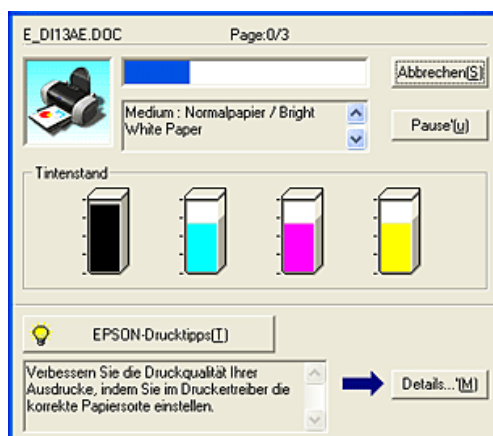 E_DI13AE.DOC Page:0/3
Abbrechen(S)
Medium : Normalpapier / Bright
White Paper
Pause'(u)
Tintenstand
EPSON-Drucktipps(T)
Verbessern Sie die Druckqualität Ihrer
Ausdrucke, indem Sie im Druckertreiber die
korrekte Papiersorte einstellen.
Details...'(M)